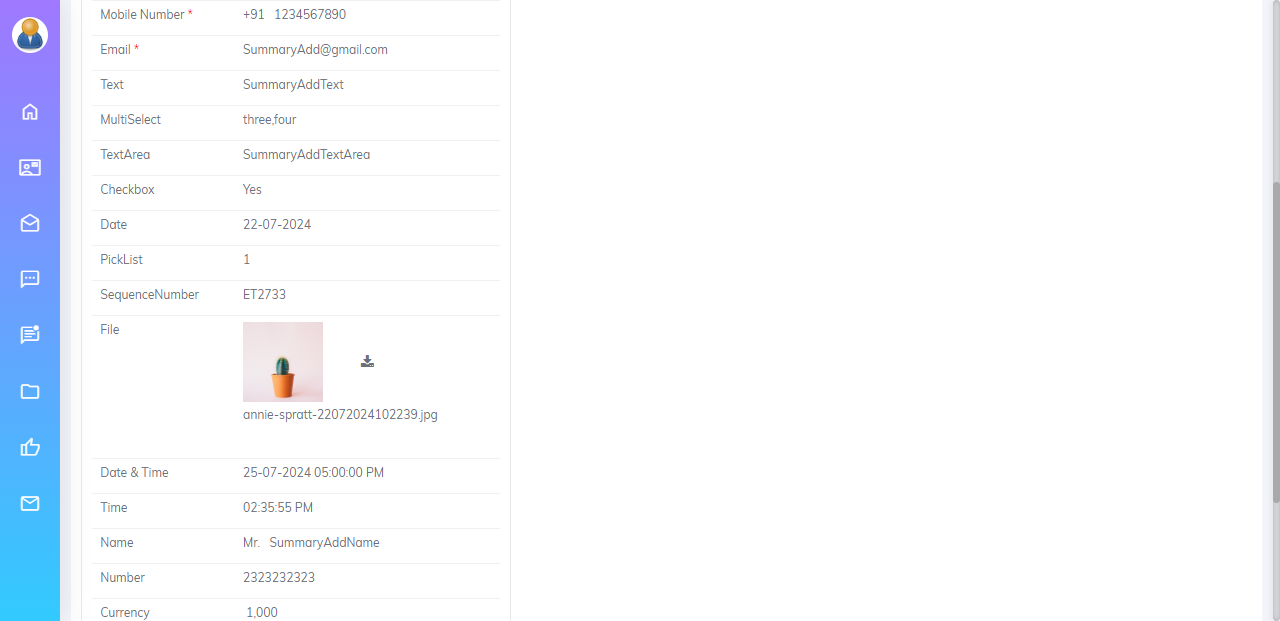 Mobile Number * +91 1234567890
Email * SummaryAdd@gmail.com
Text SummaryAddText
MultiSelect three,four
TextArea SummaryAddTextArea
Checkbox Yes
Date 22-07-2024
PickList 1
SequenceNumber ET2733
File
annie-spratt-22072024102239.jpg
Date & Time 25-07-2024 05:00:00 PM
Time 02:35:55 PM
Name Mr. SummaryAddName
Number 2323232323
Currency 1,000